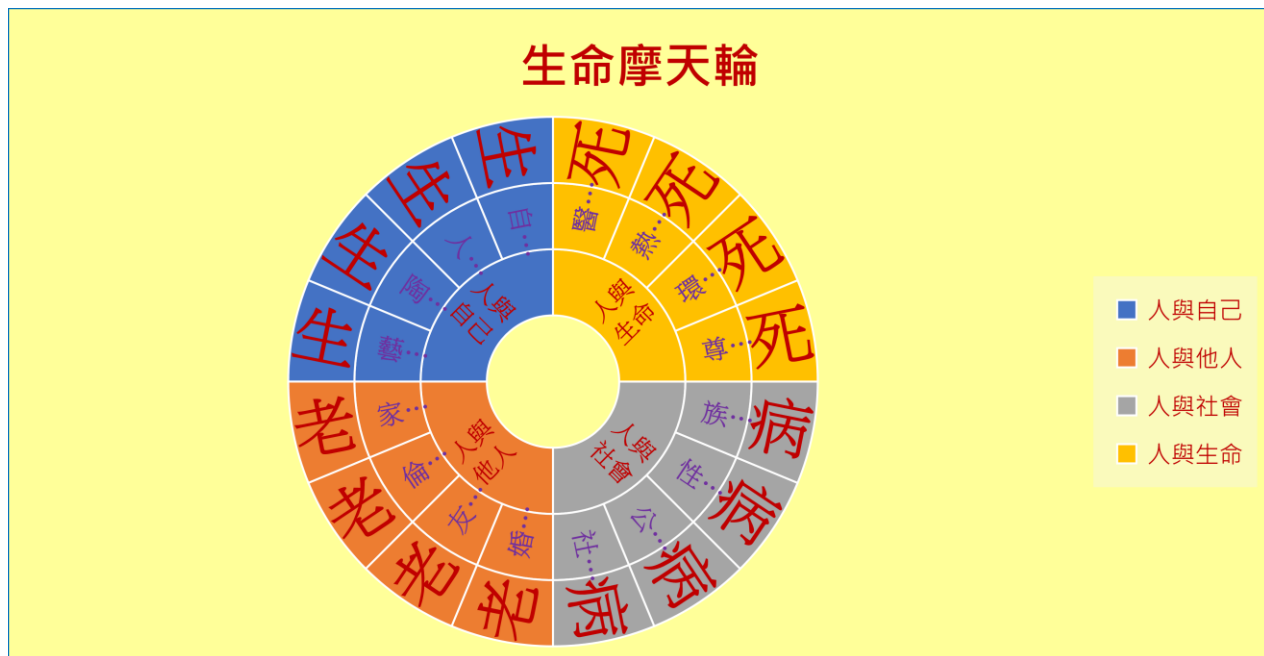 生命摩天輪
死
死
死
死
醫…
熱…
環…
尊…
人與
生命
病
病
病
病
族…
性…
公…
社…
人與
社會
老
老
老
老
婚…
友…
倫…
家…
人與
他人
生
生
生
生
藝…
陶…
人…
自…
人與
自己
人與自己
人與他人
人與社會
人與生命